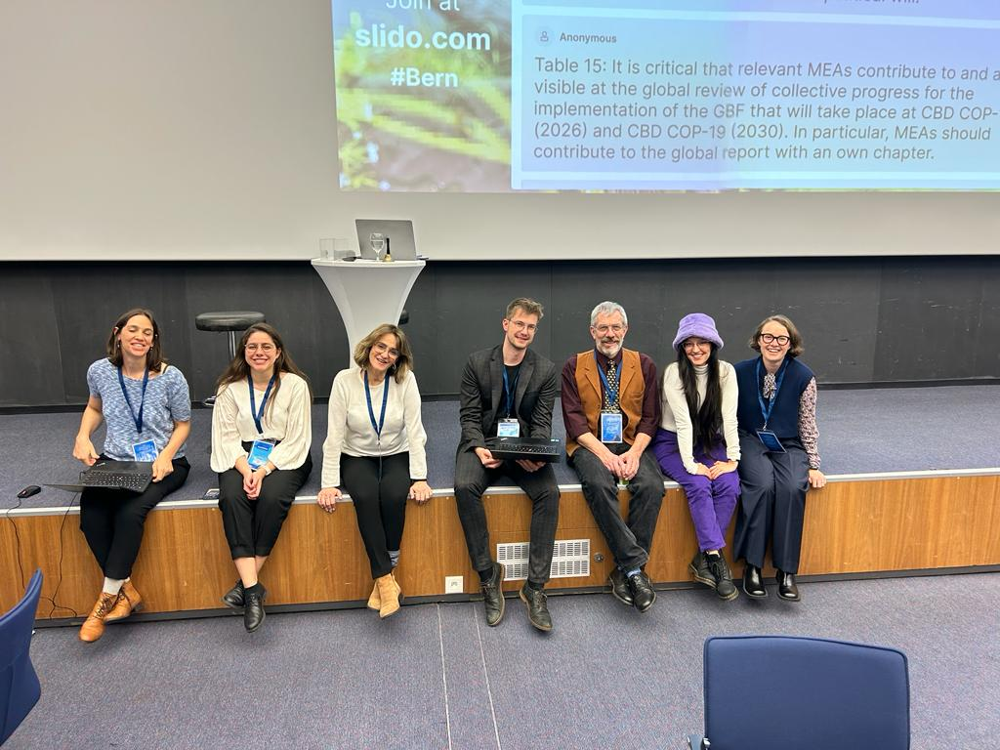 Join at
slido.com
#Bern
Anonymous
Table 15: It is critical that relevant MEAs contribute to and a
visible at the global review of collective progress for the
implementation of the GBF that will take place at CBD COP-
(2026) and CBD COP-19 (2030). In particular, MEAs should
contribute to the global report with an own chapter.